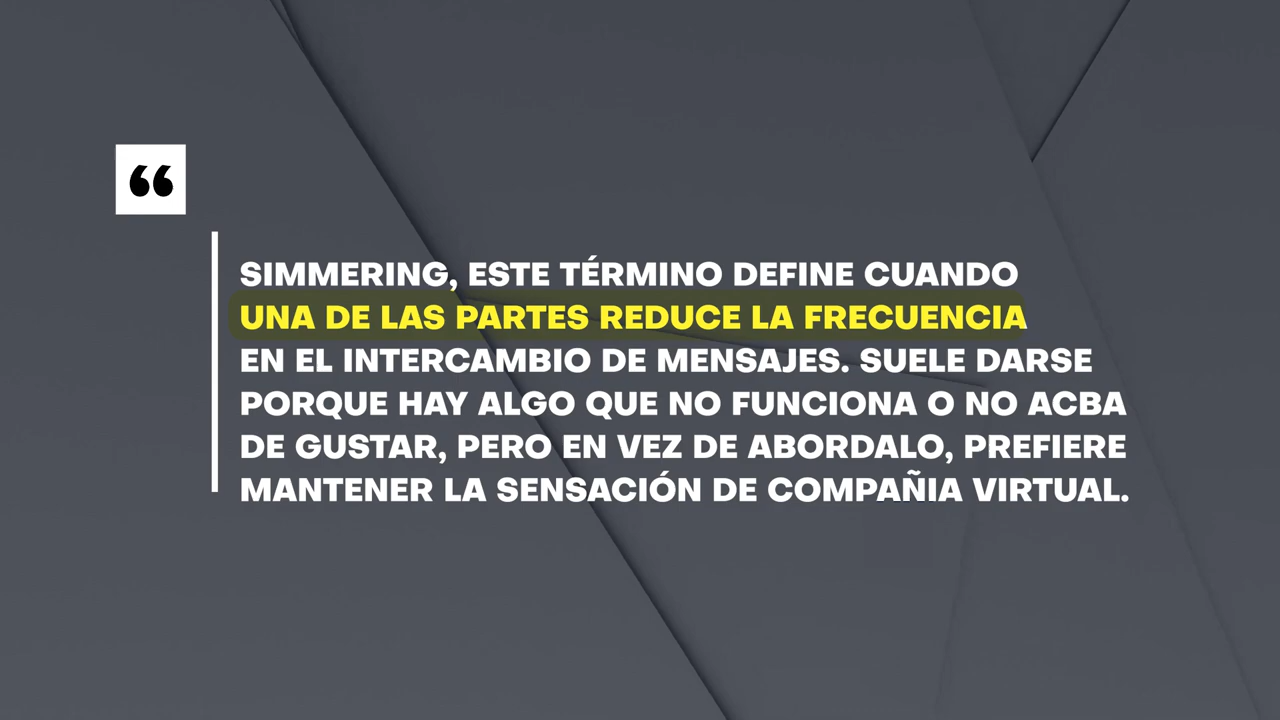 “
SIMMERING, ESTE TÉRMINO DEFINE CUANDO
UNA DE LAS PARTES REDUCE LA FRECUENCIA
EN EL INTERCAMBIO DE MENSAJES. SUELE DARSE
PORQUE HAY ALGO QUE NO FUNCIONA O NO ACBA
DE GUSTAR, PERO EN VEZ DE ABORDALO, PREFIERE
MANTENER LA SENSACIÓN DE COMPAÑIA VIRTUAL.